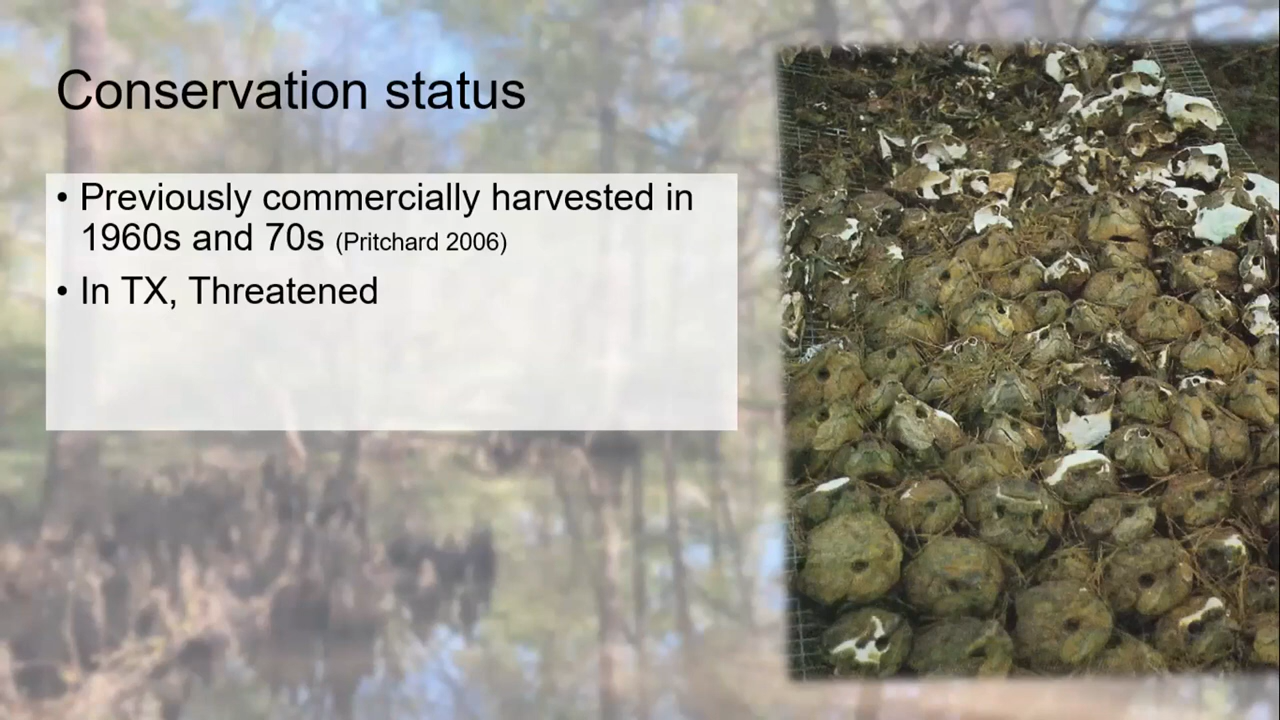 Conservation status
• Previously commercially harvested in
1960s and 70s (Pritchard 2006)
• In TX, Threatened